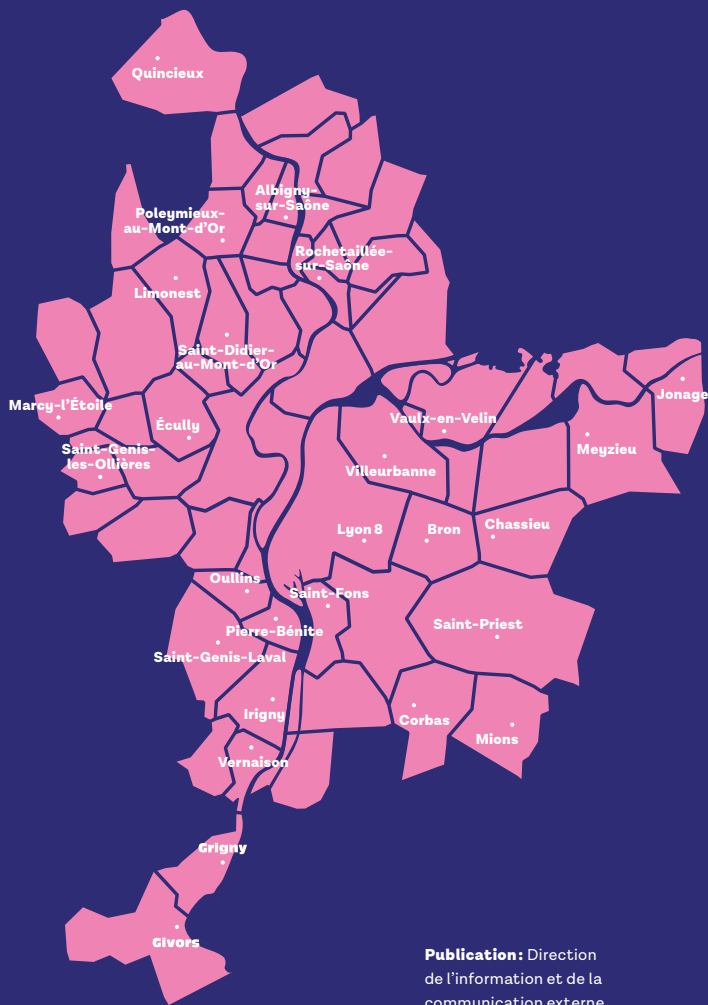 Quincieux
Albigny-
sur-Saône
Poleymieux-
au-Mont-d'Or
Rochetaillée-
sur-Saône
Limonest
Saint-Didier-
au-Mont-d'Or
Jonage
Marcy-l'Étoile
Vaulx-en-Velin
Écully
Meyzieu
Saint-Genis-
les-Ollières
Villeurbanne
Lyon 8
Bron
Chassieu
Oullins
Saint-Fons
Pierre-Bénite
Saint-Priest
Saint-Genis-Laval
Irigny
Corbas
Mions
Vernaison
Grigny
Givors
Publication : Direction
de l'information et de la
communication externe